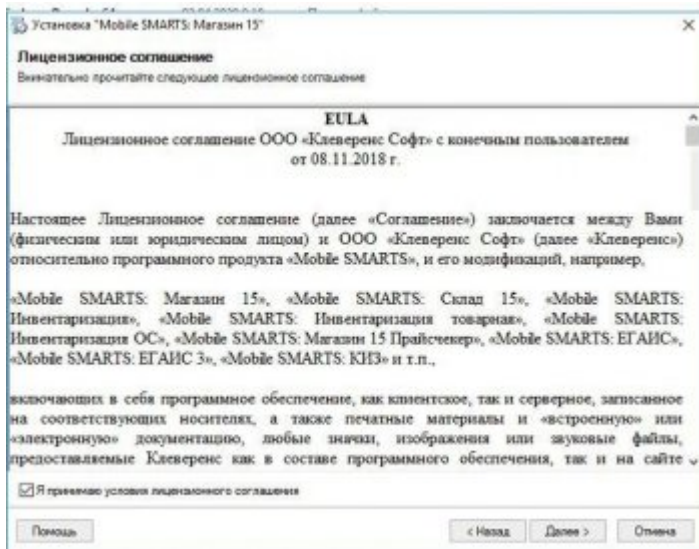 Установка "Mobile SMARTS: Магазин 15"
Лицензионное соглашение
Внимательно прочитайте следующее лицензионное соглашение
EULA
Лицензионное соглашение ООО «Клеверенс Софт» с конечным пользователем
от 08.11.2018 г.
Настоящее Лицензионное соглашение (далее «Соглашение») заключается между Вами
(физическим или юридическим лицом) и ООО «Клеверенс Софт» (далее «Клеверенс»)
относительно программного продукта «Mobile SMARTS», и его модификаций, например,
«Mobile SMARTS: Магазин 15», «Mobile SMARTS: Склад 15», «Mobile SMARTS:
Инвентаризация», «Mobile SMARTS: Инвентаризация товарная», «Mobile SMARTS:
Инвентаризация ОС», «Mobile SMARTS: Магазин 15 Прайсчекер», «Mobile SMARTS: ЕГАИС»,
«Mobile SMARTS: ЕГАИС 3», «Mobile SMARTS: КИЗ» и т.п.,
включающих в себя программное обеспечение, как клиентское, так и серверное, записанное
на соответствующих носителях, а также печатные материалы и «встроенную» или
«электронную» документацию, любые значки, изображения или звуковые файлы,
предоставляемые Клеверенс как в составе программного обеспечения, так и на сайте
Я принимаю условия лицензионного соглашения
Помощь
< Назад
Далее >
Отмена